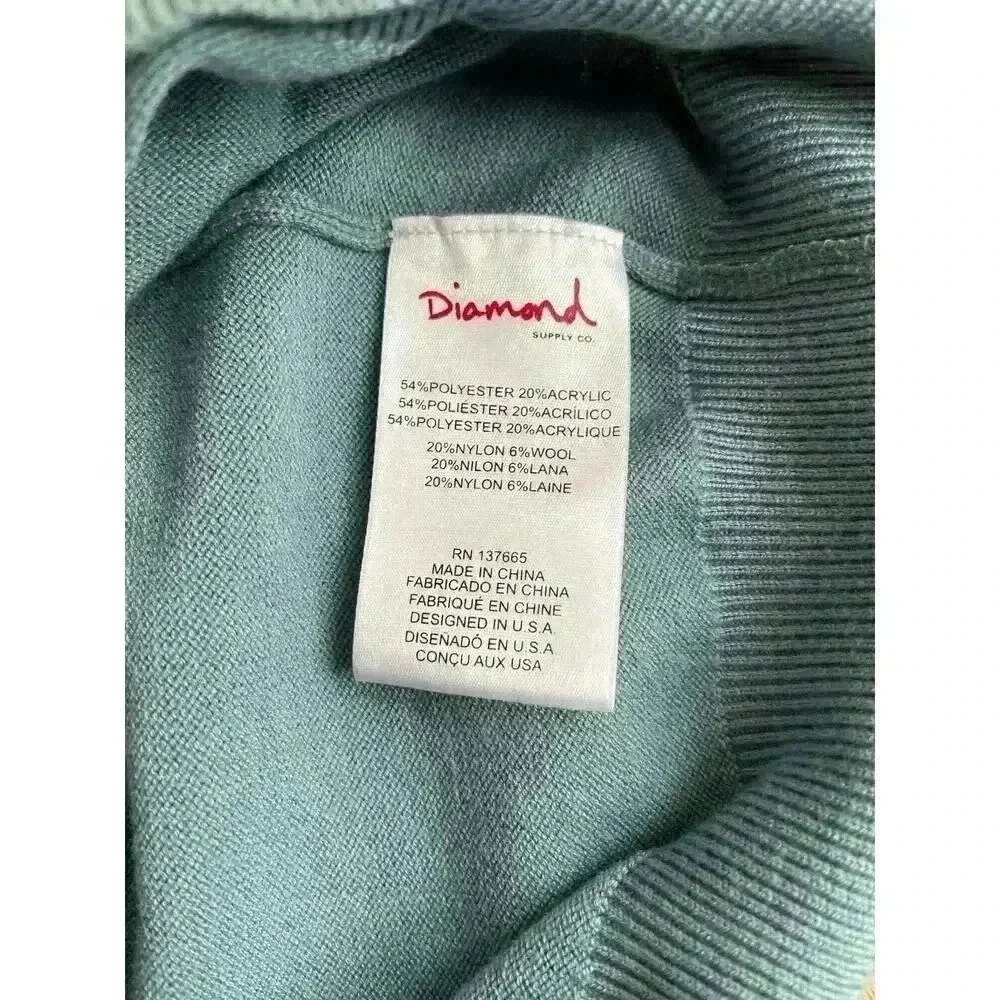 Diamond
SUPPLY CO.
54%POLYESTER 20%ACRYLIC
54%POLIÉSTER 20%ACRÍLICO
54%POLYESTER 20%ACRYLIQUE
20%NYLON 6%WOOL
20%NILON 6%LANA
20%NYLON 6%LAINE
RN 137665
MADE IN CHINA
FABRICADO EN CHINA
FABRIQUÉ EN CHINE
DESIGNED IN U.S.A
DISEÑADÓ EN U.S.A
CONÇU AUX USA